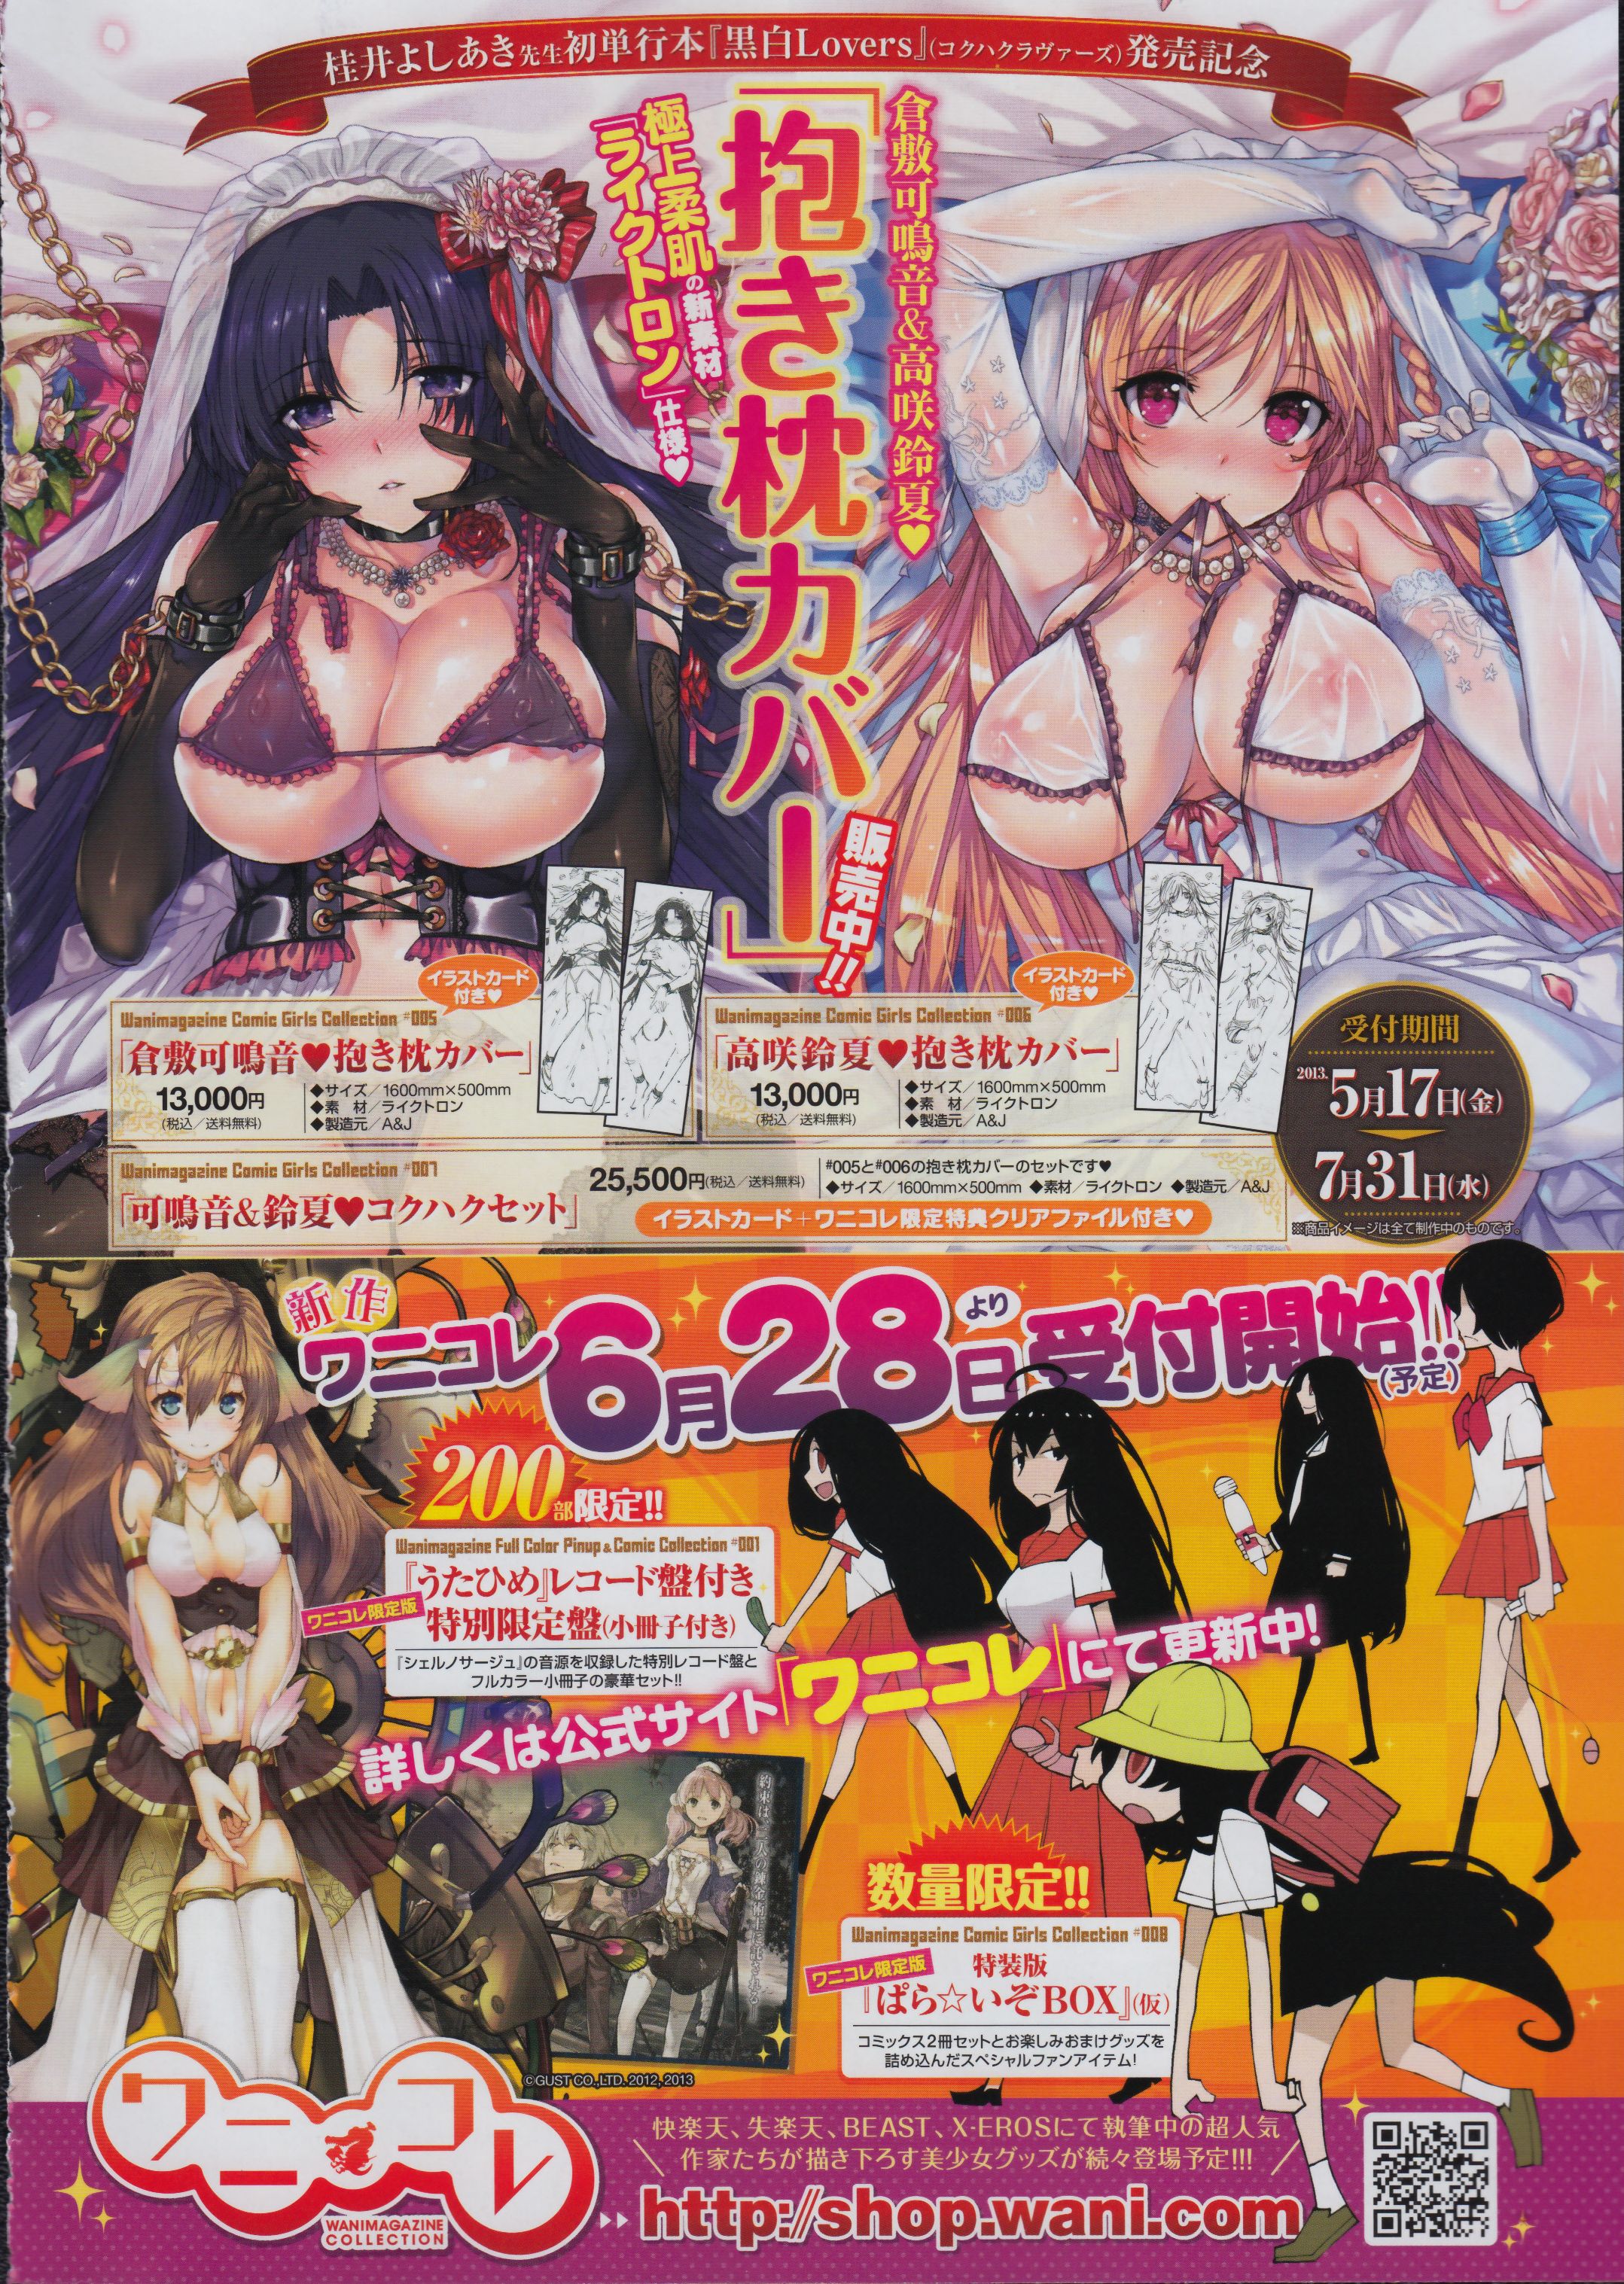 桂井よしあき先生初単行本『黒白Lovers』(コクハクラヴァーズ)発売記念
倉敷可鳴音&高咲鈴夏♥
「抱き枕カバー」
販売中!!
極上柔肌の新素材
「ライクトロン」仕様♥
イラストカード
付き♥
Wanimagazine Comic Girls Collection #005
「倉敷可鳴音♥抱き枕カバー」
13,000円
(税込/送料無料)
◆サイズ/1600mm×500mm
◆素 材/ライクトロン
◆製造元/A&J
イラストカード
付き♥
Wanimagazine Comic Girls Collection #006
「高咲鈴夏♥抱き枕カバー」
13,000円
(税込/送料無料)
◆サイズ/1600mm×500mm
◆素 材/ライクトロン
◆製造元/A&J
受付期間
2013.5月17日(金)
7月31日(水)
※商品イメージは全て制作中のものです。
Wanimagazine Comic Girls Collection #007
「可鳴音&鈴夏♥コクハクセット」
25,500円(税込/送料無料)
#005と#006の抱き枕カバーのセットです♥
◆サイズ/1600mm×500mm ◆素材/ライクトロン ◆製造元/A&J
イラストカード+ワニコレ限定特典クリアファイル付き♥
新作
ワニコレ6月28日より受付開始!!
(予定)
200部限定!!
Wanimagazine Full Color Pinup & Comic Collection #001
ワニコレ限定版
『うたひめ』レコード盤付き
特別限定盤(小冊子付き)
『シェルノサージュ』の音源を収録した特別レコード盤と
フルカラー小冊子の豪華セット!!
詳しくは公式サイト「ワニコレ」にて更新中!
約束は、二人の錬金術士に託される
©GUST CO.,LTD. 2012, 2013
数量限定!!
Wanimagazine Comic Girls Collection #008
ワニコレ限定版
特装版
『ぱら☆いぞBOX』(仮)
コミックス2冊セットとお楽しみおまけグッズを
詰め込んだスペシャルファンアイテム!
ワニコレ
WANIMAGAZINE
COLLECTION
快楽天、失楽天、BEAST、X-EROSにて執筆中の超人気
作家たちが描き下ろす美少女グッズが続々登場予定!!!
http://shop.wani.com